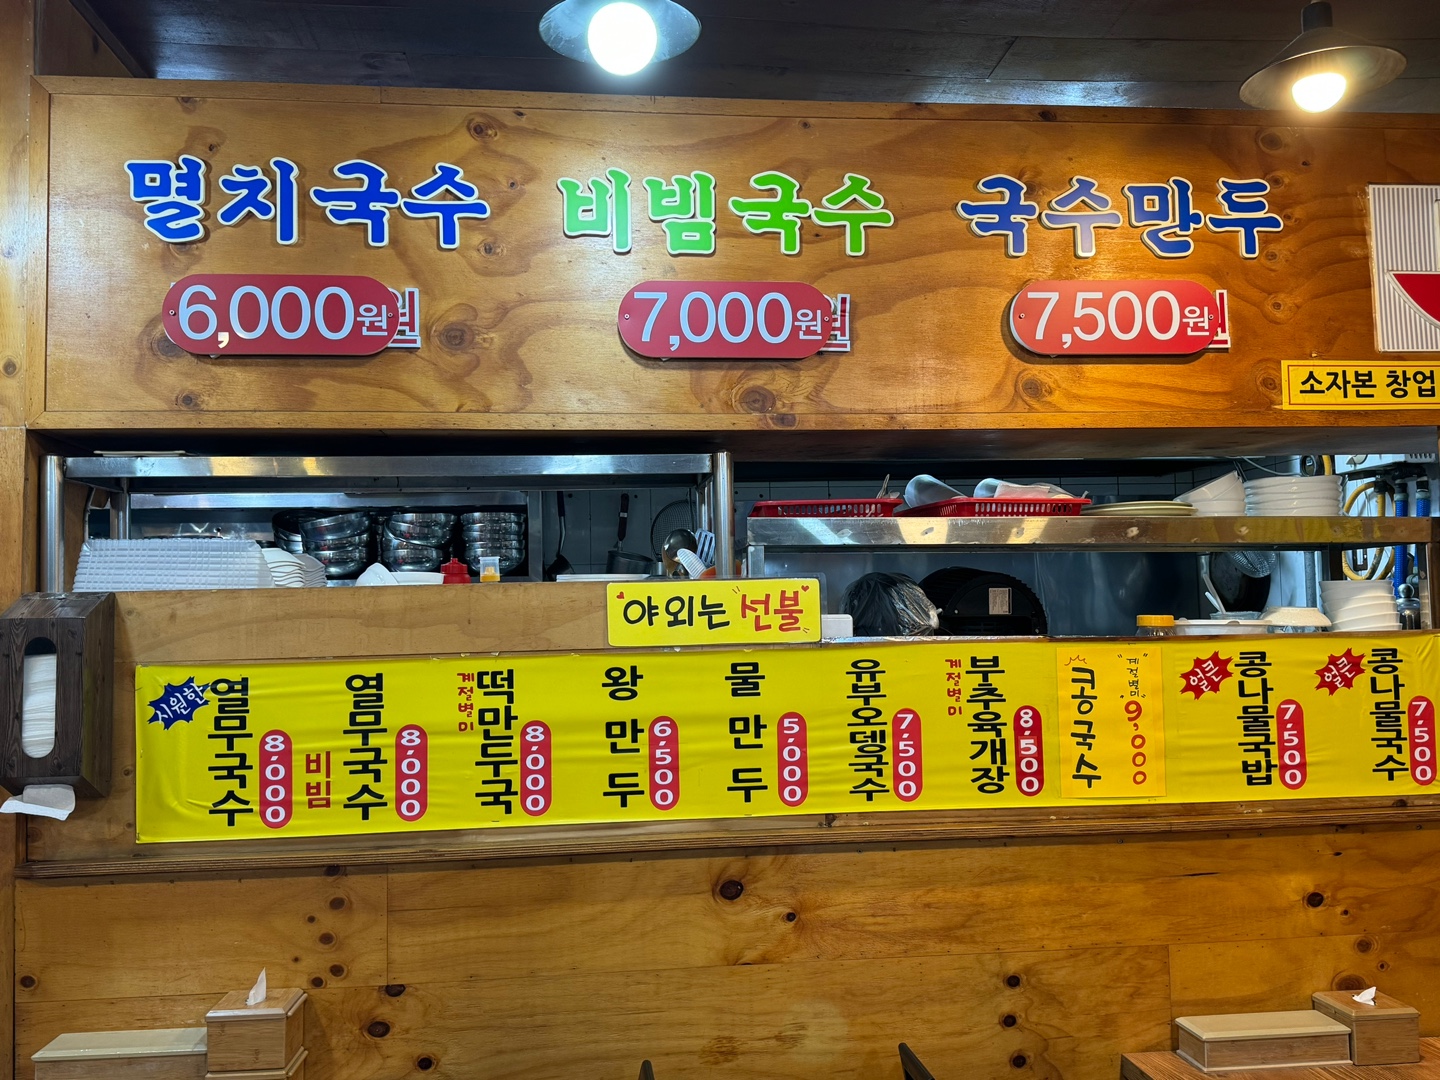 멸치국수
6,000원
비빔국수
7,000원
국수만두
7,500원
소자본 창업
야외는 "선불"
시원한
열무국수
8,000
비빔
열무국수
8,000
계절별미
떡만두국
8,000
왕만두
6,500
물만두
5,000
유부오뎅국수
7,500
계절별미
부추육개장
8,500
콩국수
"계절별미"
9,000
얼큰
콩나물국밥
7,500
얼큰
콩나물국수
7,500